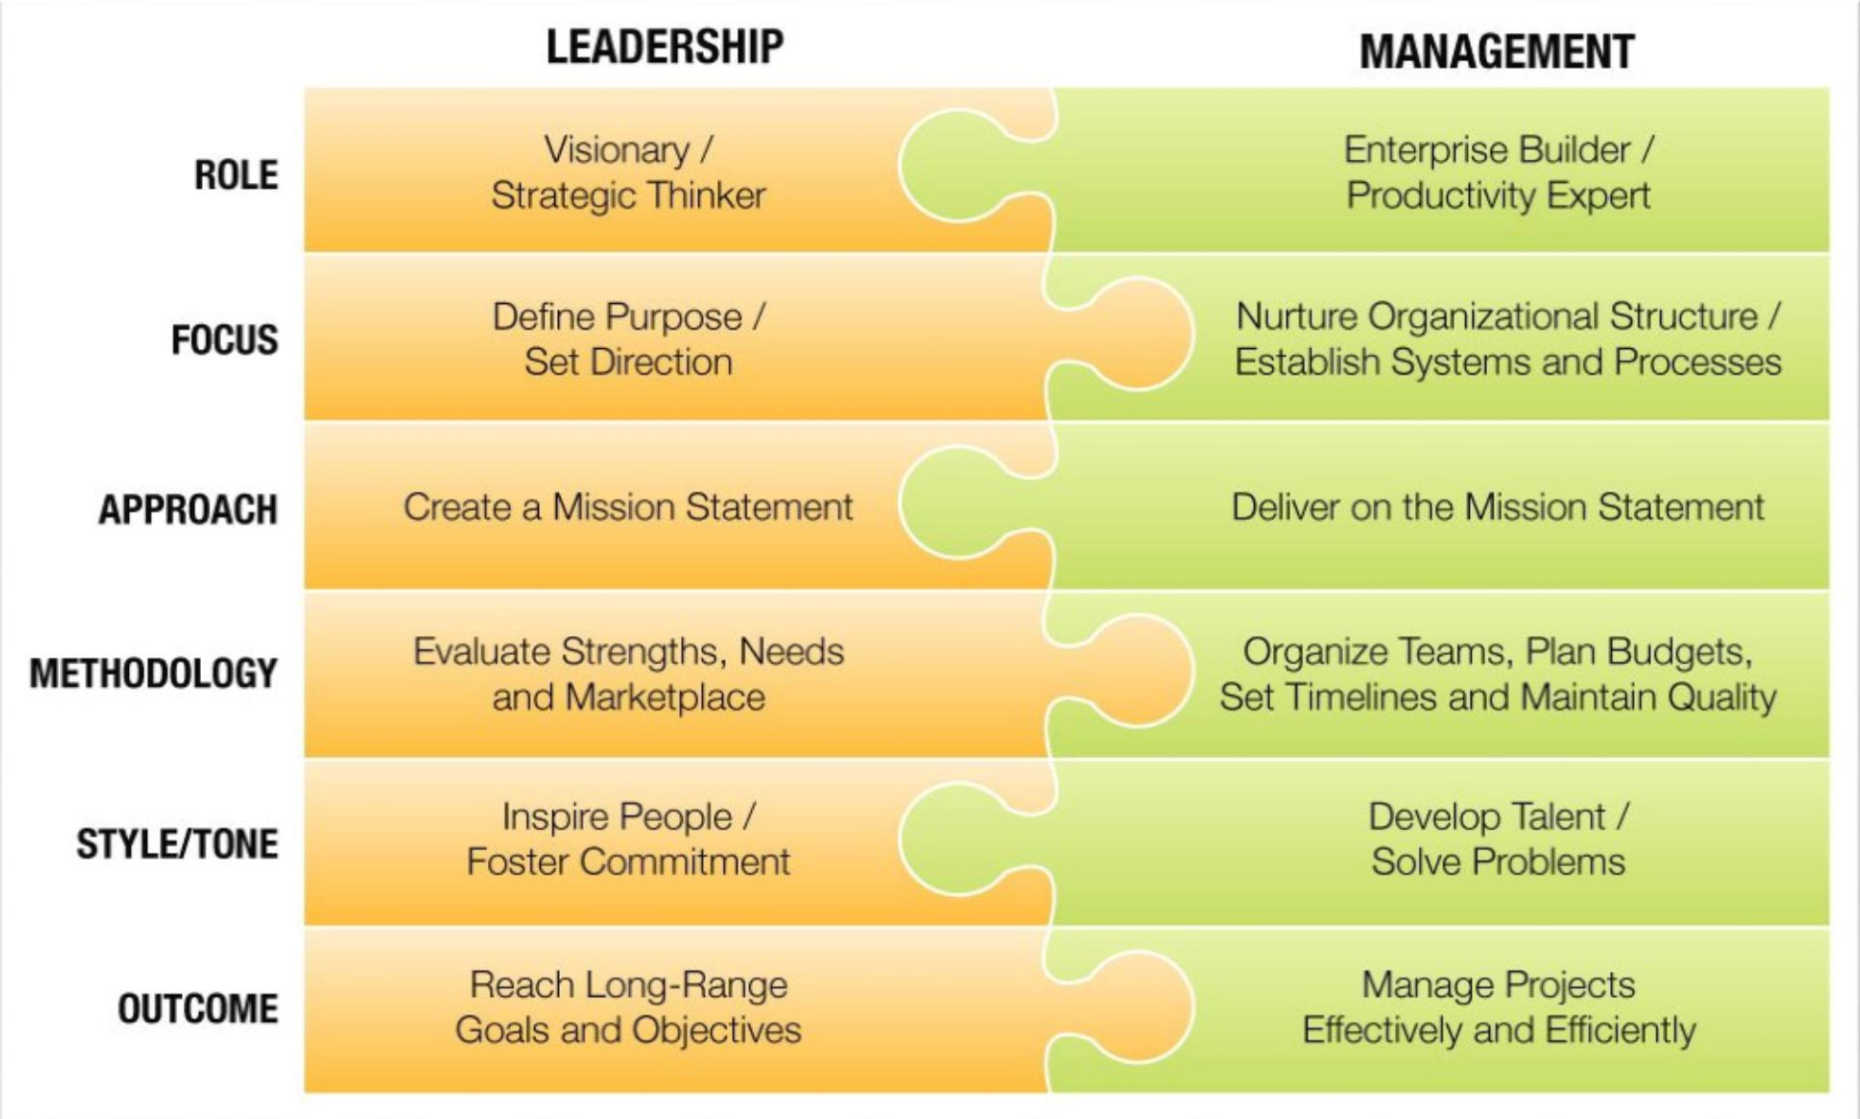 LEADERSHIP
MANAGEMENT
ROLE
Visionary /
Strategic Thinker
Enterprise Builder /
Productivity Expert
FOCUS
Define Purpose /
Set Direction
Nurture Organizational Structure /
Establish Systems and Processes
APPROACH
Create a Mission Statement
Deliver on the Mission Statement
METHODOLOGY
Evaluate Strengths, Needs
and Marketplace
Organize Teams, Plan Budgets,
Set Timelines and Maintain Quality
STYLE/TONE
Inspire People /
Foster Commitment
Develop Talent /
Solve Problems
OUTCOME
Reach Long-Range
Goals and Objectives
Manage Projects
Effectively and Efficiently